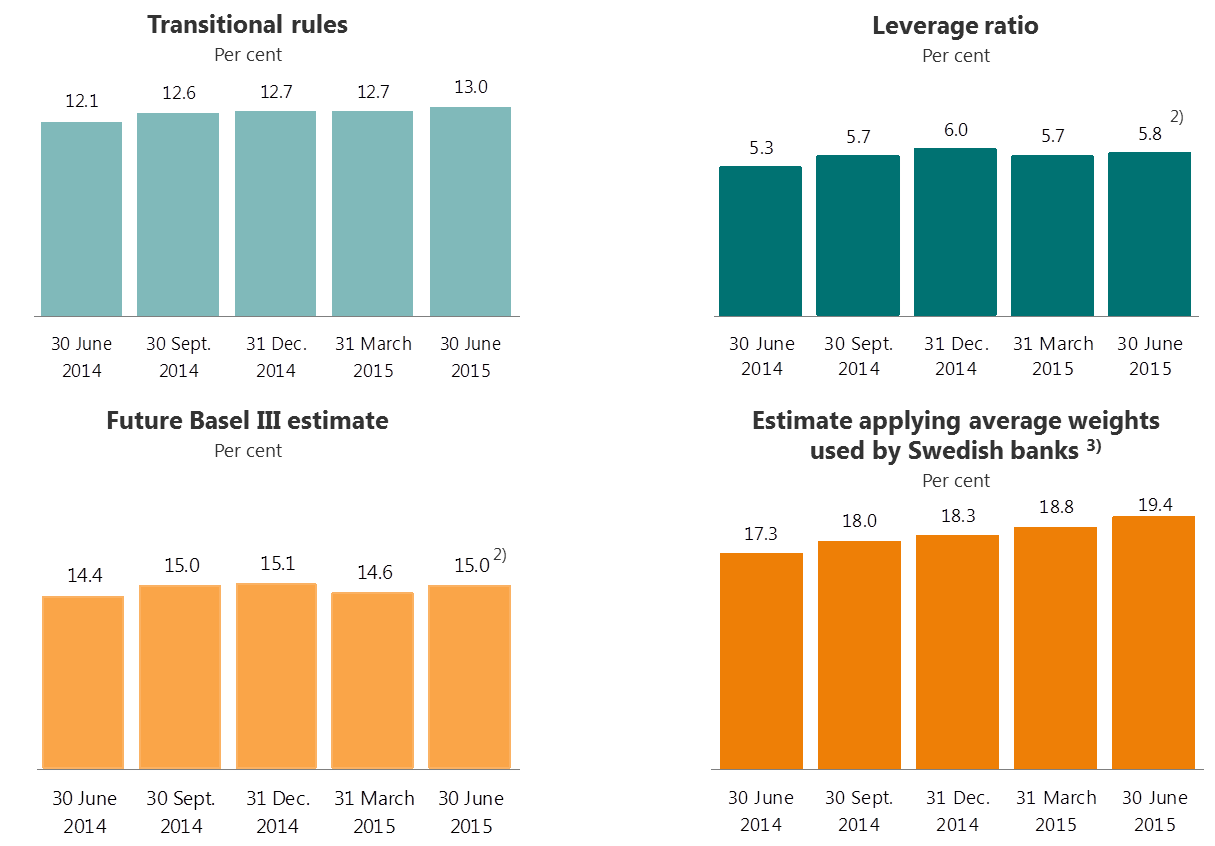 Transitional rules
Per cent
12.1 12.6 12.7 12.7 13.0
30 June 30 Sept. 31 Dec. 31 March 30 June
2014 2014 2014 2015 2015
Leverage ratio
Per cent
5.3 5.7 6.0 5.7 5.8 2)
30 June 30 Sept. 31 Dec. 31 March 30 June
2014 2014 2014 2015 2015
Future Basel III estimate
Per cent
14.4 15.0 15.1 14.6 15.0 2)
30 June 30 Sept. 31 Dec. 31 March 30 June
2014 2014 2014 2015 2015
Estimate applying average weights
used by Swedish banks 3)
Per cent
17.3 18.0 18.3 18.8 19.4
30 June 30 Sept. 31 Dec. 31 March 30 June
2014 2014 2014 2015 2015